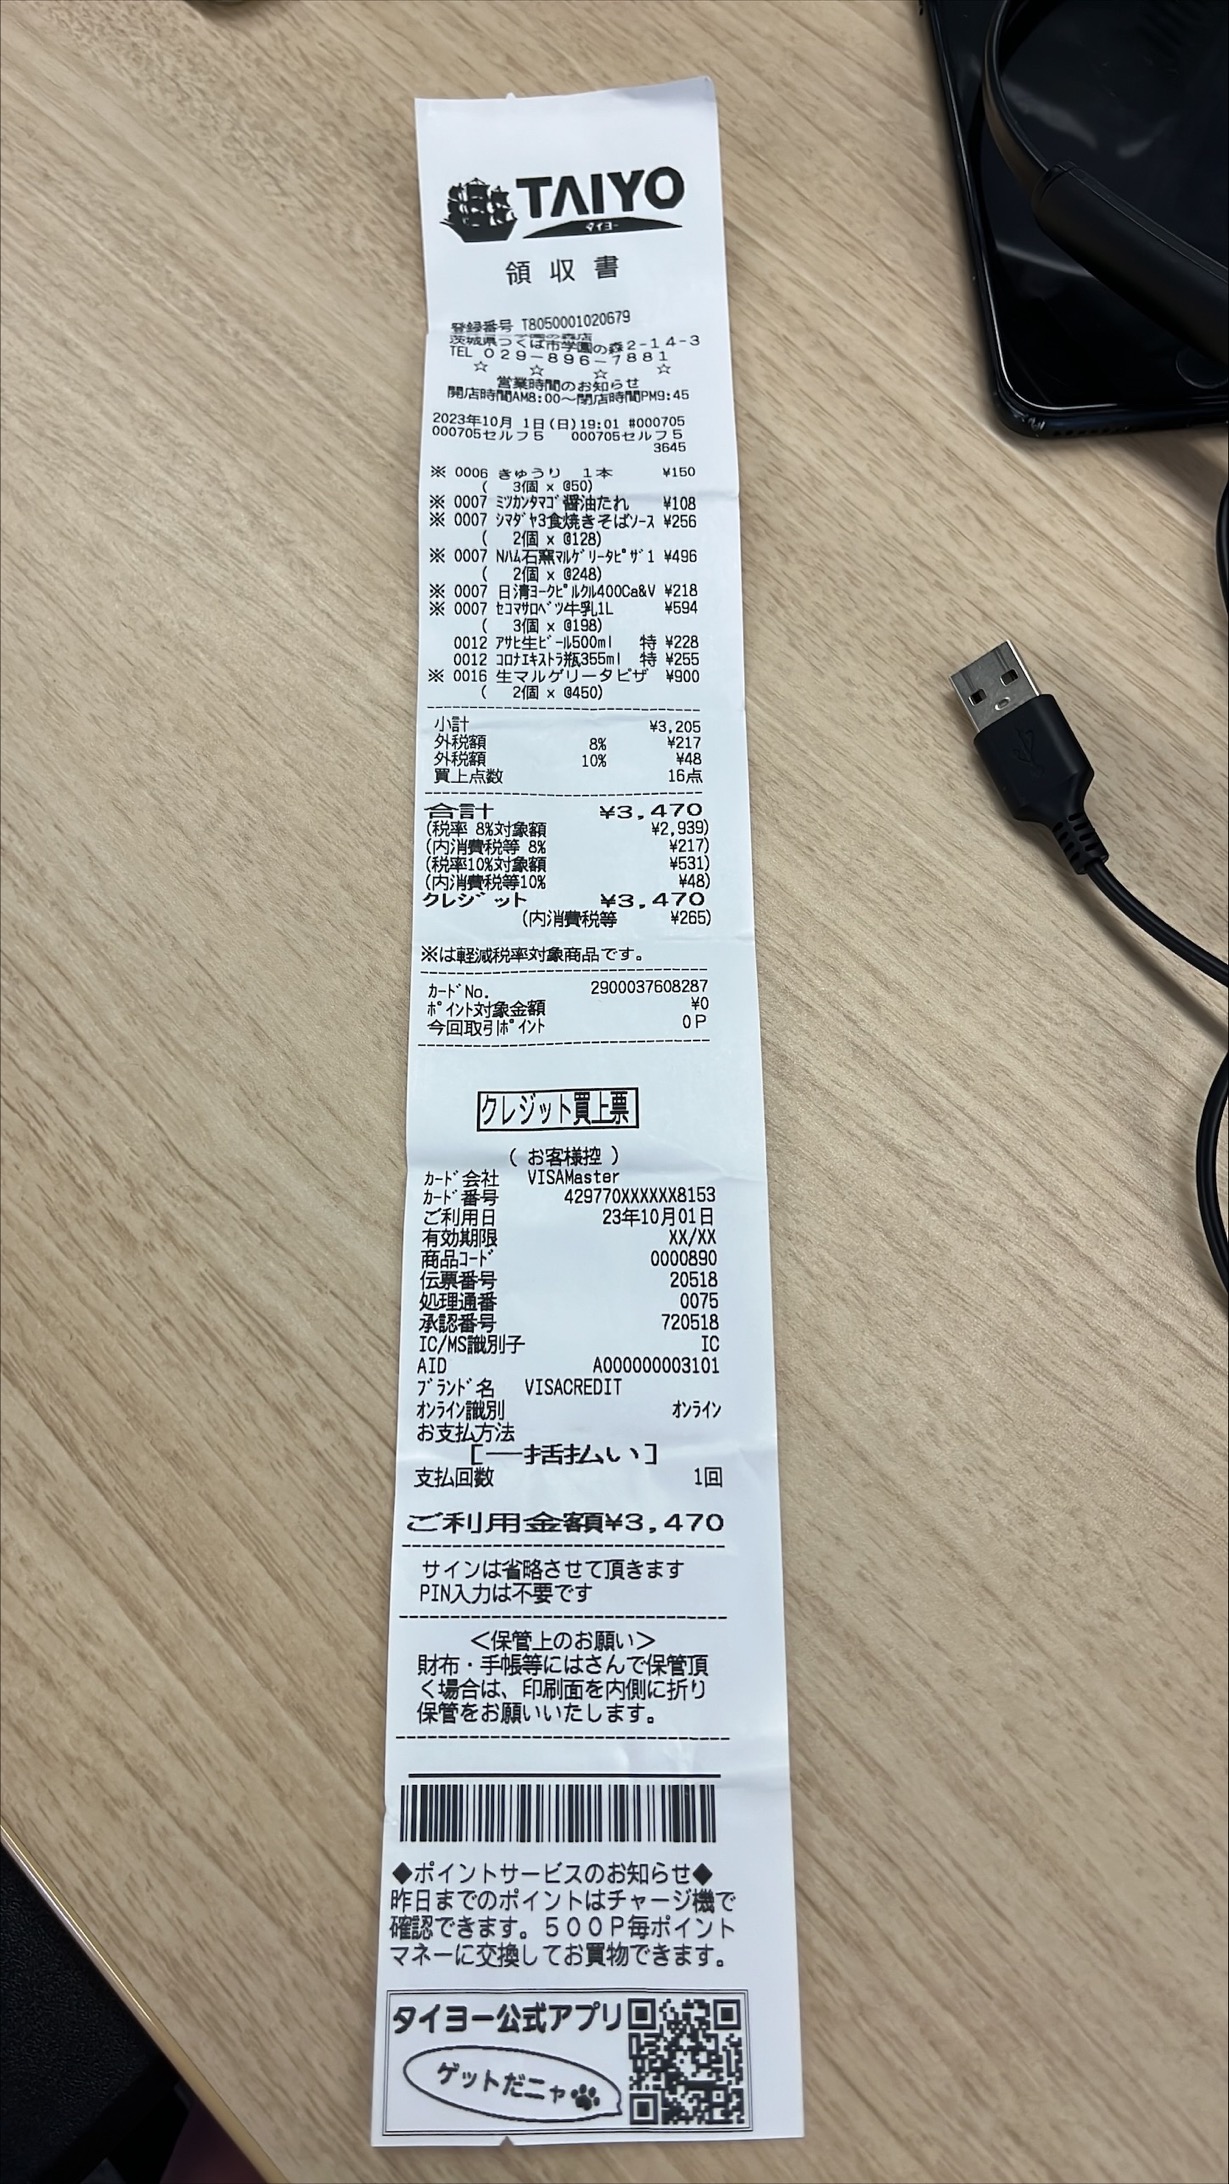 TAIYO
タイヨー
領収書
登録番号 T8050001020679
茨城県つくば市学園の森2-14-3
TEL 029-896-7881
☆ ☆ ☆ ☆
営業時間のお知らせ
開店時間AM8:00〜閉店時間PM9:45
2023年10月 1日(日)19:01 #000705
000705セルフ5 000705セルフ5
3645
※ 0006 きゅうり 1本 ¥150
( 3個 x @50)
※ 0007 ミツカンタマゴ醤油たれ ¥108
※ 0007 シマダヤ3食焼きそばソース ¥256
( 2個 x @128)
※ 0007 Nハム石窯マルゲリータピザ1 ¥496
( 2個 x @248)
※ 0007 日清ヨークピルクル400Ca&V ¥218
※ 0007 セコマサロベツ牛乳1L ¥594
( 3個 x @198)
0012 アサヒ生ビール500ml 特 ¥228
0012 コロナエキストラ瓶355ml 特 ¥255
※ 0016 生マルゲリータピザ ¥900
( 2個 x @450)
小計 ¥3,205
外税額 8% ¥217
外税額 10% ¥48
買上点数 16点
合計 ¥3,470
(税率 8%対象額 ¥2,939)
(内消費税等 8% ¥217)
(税率10%対象額 ¥531)
(内消費税等10% ¥48)
クレジット ¥3,470
(内消費税等 ¥265)
※は軽減税率対象商品です。
カードNo. 2900037608287
ポイント対象金額 ¥0
今回取引ポイント 0P
クレジット買上票
( お客様控 )
カード会社 VISAMaster
カード番号 429770XXXXXX8153
ご利用日 23年10月01日
有効期限 XX/XX
商品コード 0000890
伝票番号 20518
処理通番 0075
承認番号 720518
IC/MS識別子 IC
AID A000000003101
ブランド名 VISACREDIT
オンライン識別 オンライン
お支払方法
[一括払い]
支払回数 1回
ご利用金額¥3,470
サインは省略させて頂きます
PIN入力は不要です
<保管上のお願い>
財布・手帳等にはさんで保管頂
く場合は、印刷面を内側に折り
保管をお願いいたします。
◆ポイントサービスのお知らせ◆
昨日までのポイントはチャージ機で
確認できます。500P毎ポイント
マネーに交換してお買物できます。
タイヨー公式アプリ
ゲットだニャ